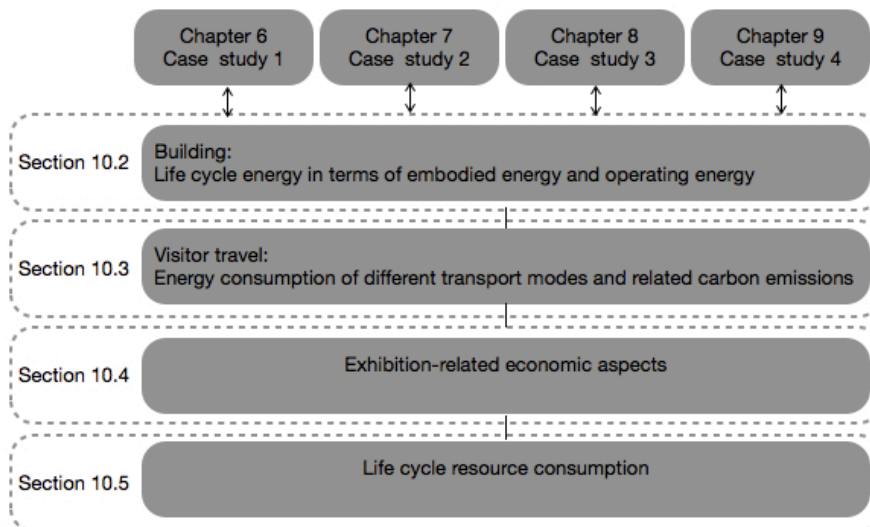 Chapter 6
Case study 1
Chapter 7
Case study 2
Chapter 8
Case study 3
Chapter 9
Case study 4
Section 10.2
Building:
Life cycle energy in terms of embodied energy and operating energy
Section 10.3
Visitor travel:
Energy consumption of different transport modes and related carbon emissions
Section 10.4
Exhibition-related economic aspects
Section 10.5
Life cycle resource consumption